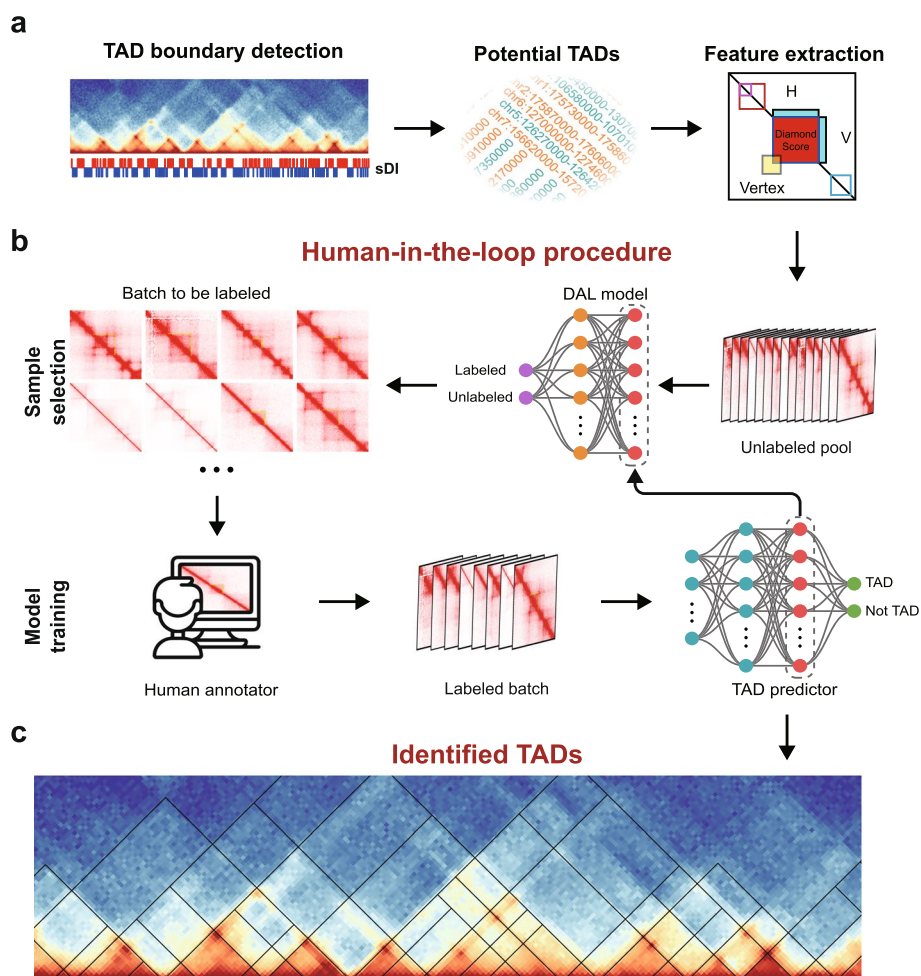 a
TAD boundary detection
Potential TADs
Feature extraction
sDI
H
V
Diamond
Score
Vertex
b
Human-in-the-loop procedure
Sample
selection
Batch to be labeled
DAL model
Labeled
Unlabeled
Unlabeled pool
Model
training
Human annotator
Labeled batch
TAD predictor
TAD
Not TAD
c
Identified TADs